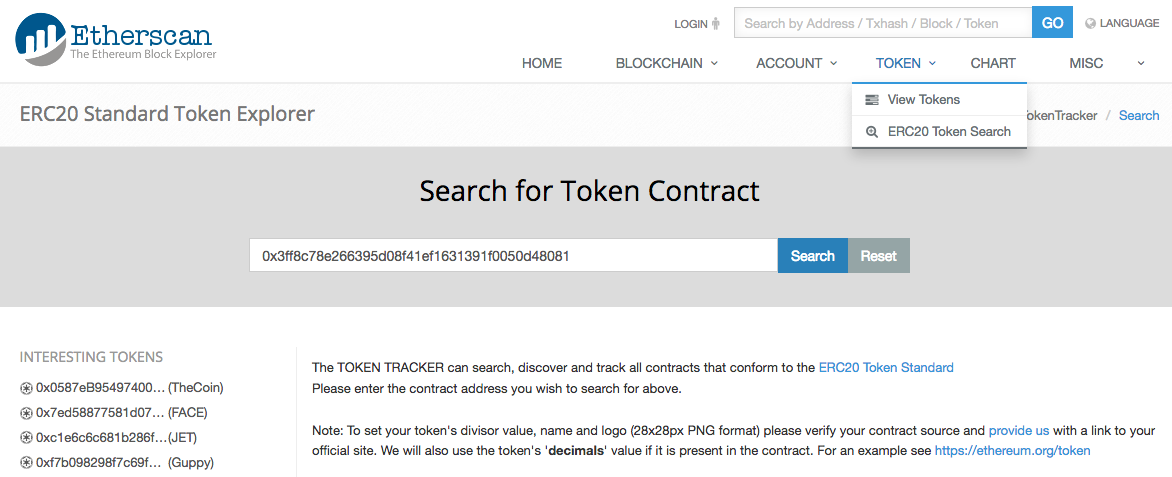 Etherscan
The Ethereum Block Explorer
LOGIN
Search by Address / Txhash / Block / Token
GO
LANGUAGE
HOME BLOCKCHAIN ACCOUNT TOKEN CHART MISC
View Tokens
ERC20 Token Search
ERC20 Standard Token Explorer
okenTracker / Search
Search for Token Contract
0x3ff8c78e266395d08f41ef1631391f0050d48081
Search Reset
INTERESTING TOKENS
0x0587eB95497400... (TheCoin)
0x7ed58877581d07... (FACE)
0xc1e6c6c681b286f... (JET)
0xf7b098298f7c69f... (Guppy)
The TOKEN TRACKER can search, discover and track all contracts that conform to the ERC20 Token Standard
Please enter the contract address you wish to search for above.
Note: To set your token's divisor value, name and logo (28x28px PNG format) please verify your contract source and provide us with a link to your
official site. We will also use the token's 'decimals' value if it is present in the contract. For an example see https://ethereum.org/token